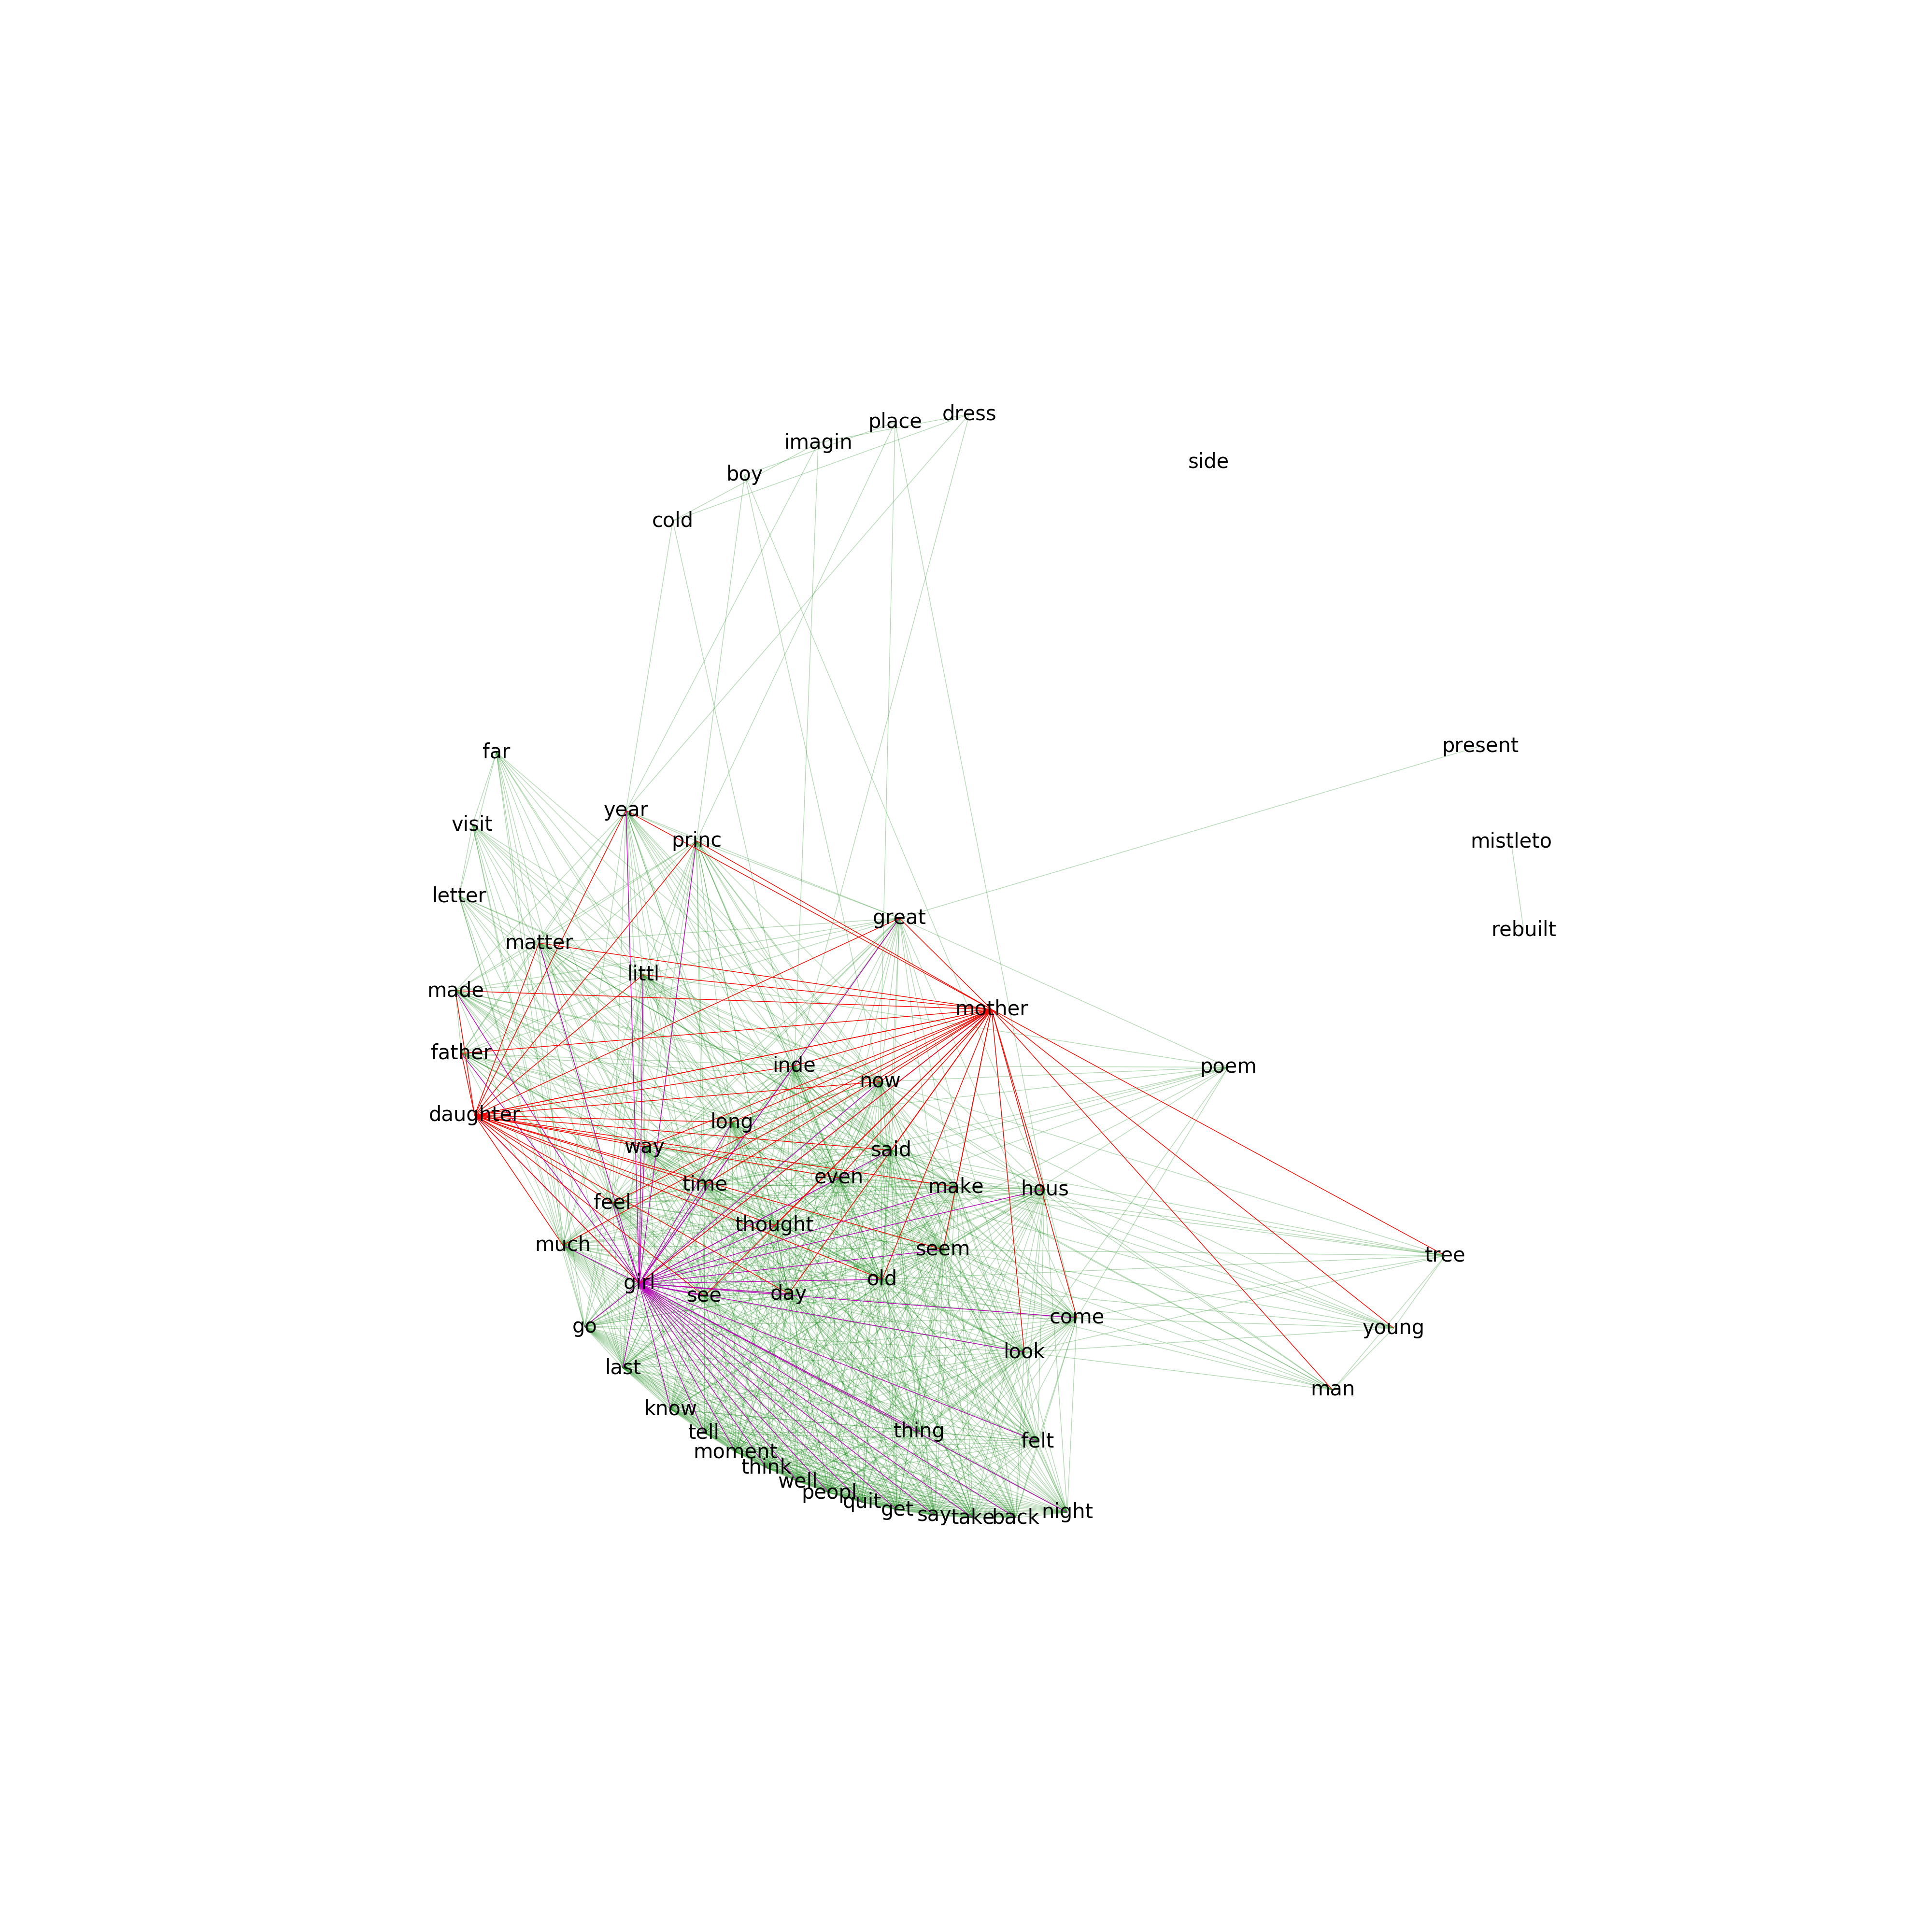 dress
place
imagin
side
boy
cold
present
far
year
visit
princ
mistleto
letter
great
rebuilt
matter
littl
made
mother
father
inde
poem
now
daughter
long
way
said
even
time
make
hous
feel
thought
much
seem
tree
girl
old
see
day
come
go
young
look
last
man
know
thing
tell
felt
moment
think
well
peopl
quit
get
say
take
back
night